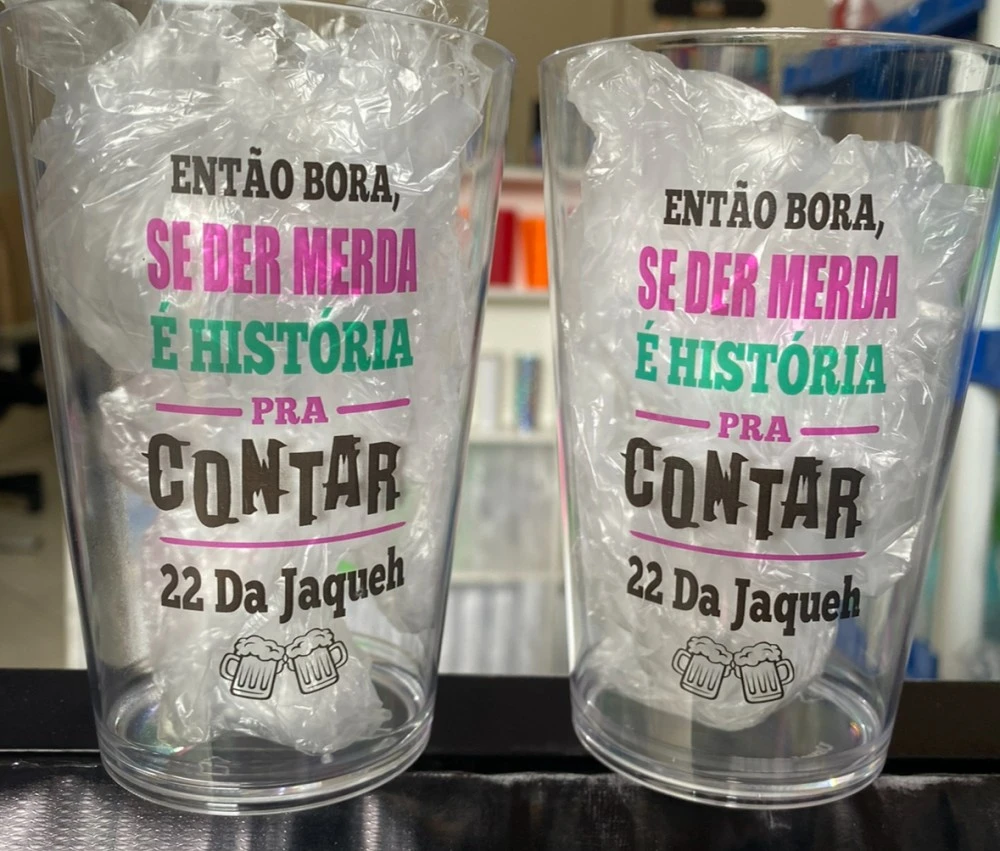 ENTÃO BORA,
SE DER MERDA
É HISTÓRIA
PRA
CONTAR
22 Da Jaqueh
ENTÃO BORA,
SE DER MERDA
É HISTÓRIA
PRA
CONTAR
22 Da Jaqueh